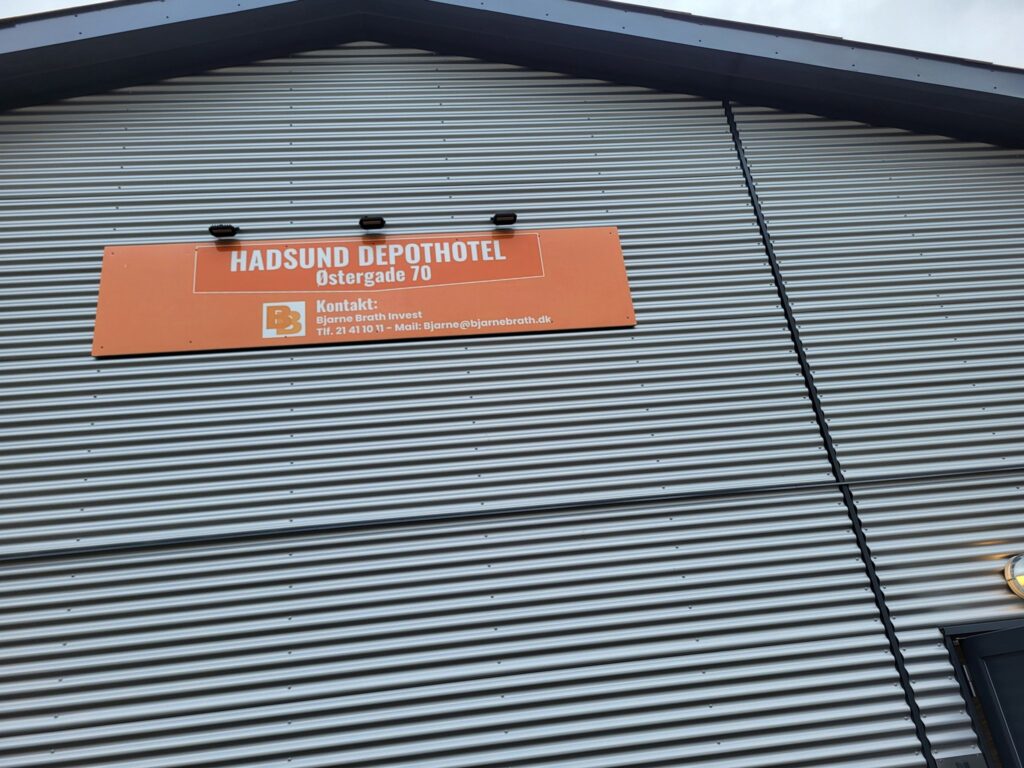 HADSUND DEPOTHOTEL
Østergade 70
BB
Kontakt:
Bjarne Brath Invest
Tlf. 21 41 10 11 - Mail: Bjarne@bjarnebrath.dk